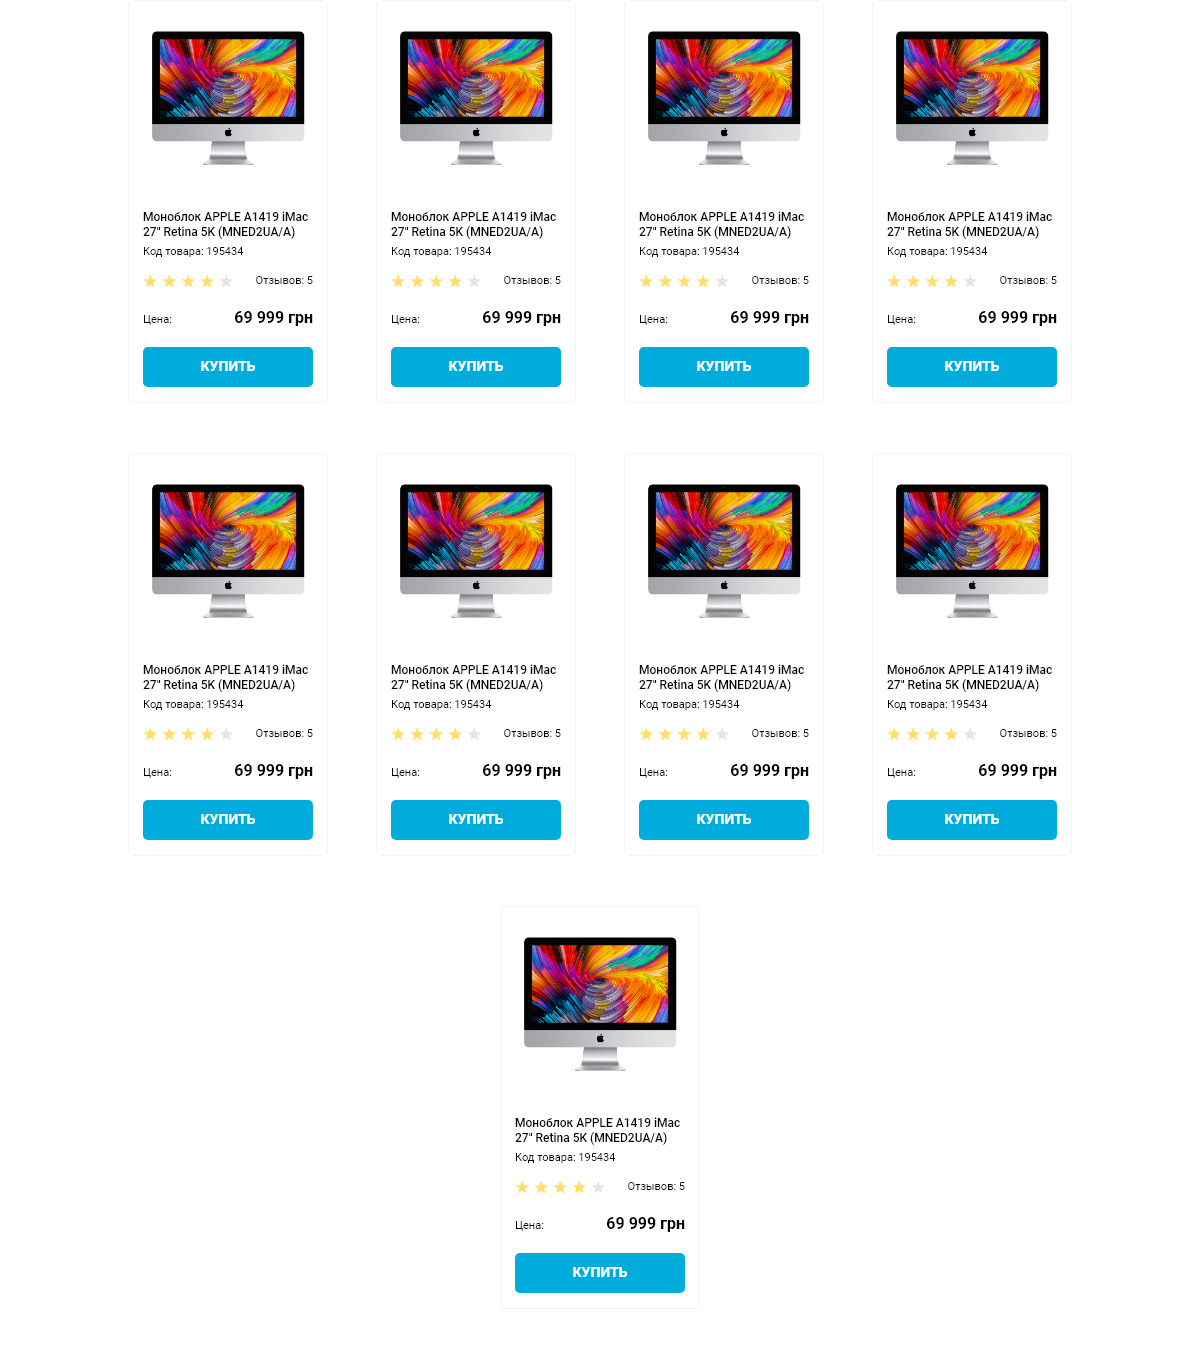 Моноблок APPLE A1419 iMac
27" Retina 5K (MNED2UA/A)
Код товара: 195434
Отзывов: 5
Цена: 69 999 грн
КУПИТЬ
Моноблок APPLE A1419 iMac
27" Retina 5K (MNED2UA/A)
Код товара: 195434
Отзывов: 5
Цена: 69 999 грн
КУПИТЬ
Моноблок APPLE A1419 iMac
27" Retina 5K (MNED2UA/A)
Код товара: 195434
Отзывов: 5
Цена: 69 999 грн
КУПИТЬ
Моноблок APPLE A1419 iMac
27" Retina 5K (MNED2UA/A)
Код товара: 195434
Отзывов: 5
Цена: 69 999 грн
КУПИТЬ
Моноблок APPLE A1419 iMac
27" Retina 5K (MNED2UA/A)
Код товара: 195434
Отзывов: 5
Цена: 69 999 грн
КУПИТЬ
Моноблок APPLE A1419 iMac
27" Retina 5K (MNED2UA/A)
Код товара: 195434
Отзывов: 5
Цена: 69 999 грн
КУПИТЬ
Моноблок APPLE A1419 iMac
27" Retina 5K (MNED2UA/A)
Код товара: 195434
Отзывов: 5
Цена: 69 999 грн
КУПИТЬ
Моноблок APPLE A1419 iMac
27" Retina 5K (MNED2UA/A)
Код товара: 195434
Отзывов: 5
Цена: 69 999 грн
КУПИТЬ
Моноблок APPLE A1419 iMac
27" Retina 5K (MNED2UA/A)
Код товара: 195434
Отзывов: 5
Цена: 69 999 грн
КУПИТЬ